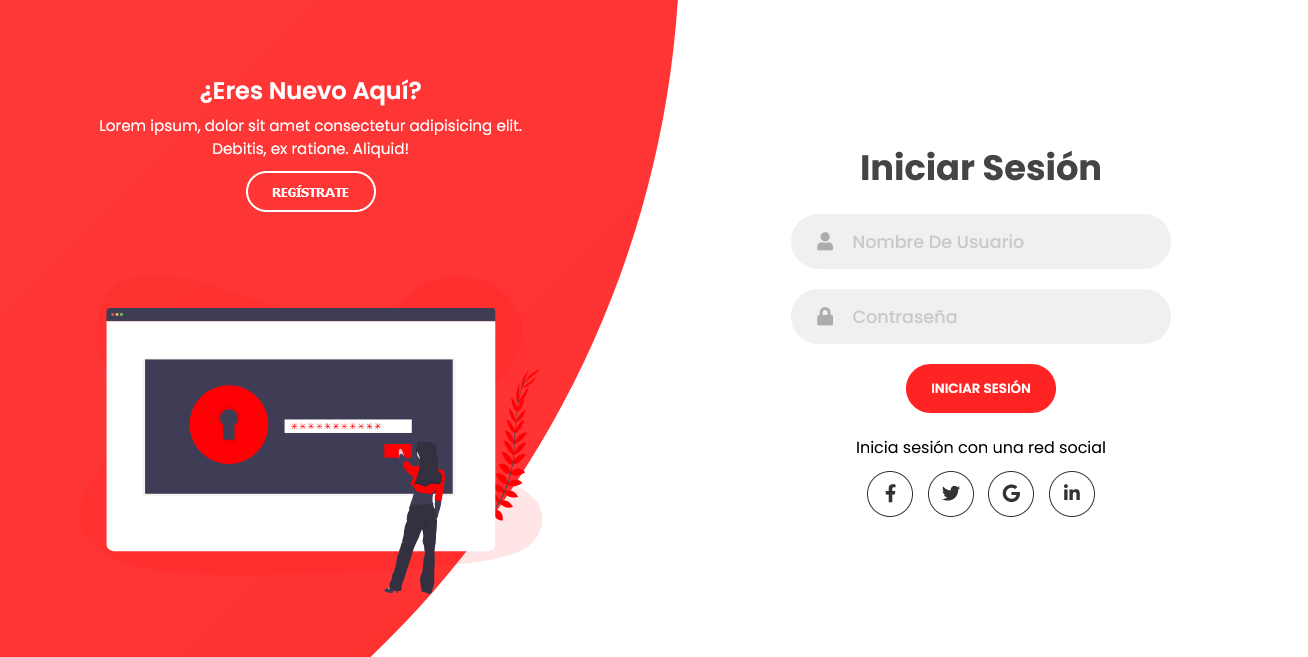 ¿Eres Nuevo Aquí?
Lorem ipsum, dolor sit amet consectetur adipisicing elit.
Debitis, ex ratione. Aliquid!
REGÍSTRATE
***********
Iniciar Sesión
Nombre De Usuario
Contraseña
INICIAR SESIÓN
Inicia sesión con una red social